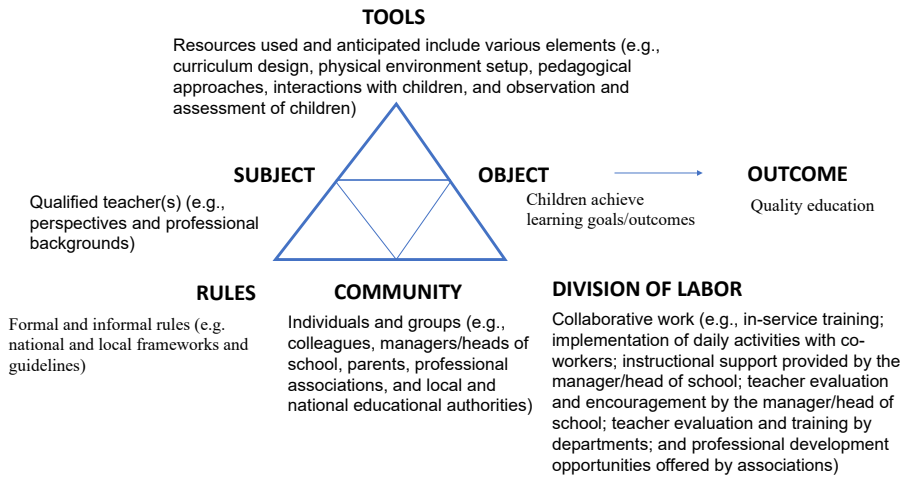 TOOLS
Resources used and anticipated include various elements (e.g.,
curriculum design, physical environment setup, pedagogical
approaches, interactions with children, and observation and
assessment of children)
SUBJECT
Qualified teacher(s) (e.g.,
perspectives and professional
backgrounds)
OBJECT
Children achieve
learning goals/outcomes
OUTCOME
Quality education
RULES
Formal and informal rules (e.g.
national and local frameworks and
guidelines)
COMMUNITY
Individuals and groups (e.g.,
colleagues, managers/heads of
school, parents, professional
associations, and local and
national educational authorities)
DIVISION OF LABOR
Collaborative work (e.g., in-service training;
implementation of daily activities with co-
workers; instructional support provided by the
manager/head of school; teacher evaluation
and encouragement by the manager/head of
school; teacher evaluation and training by
departments; and professional development
opportunities offered by associations)